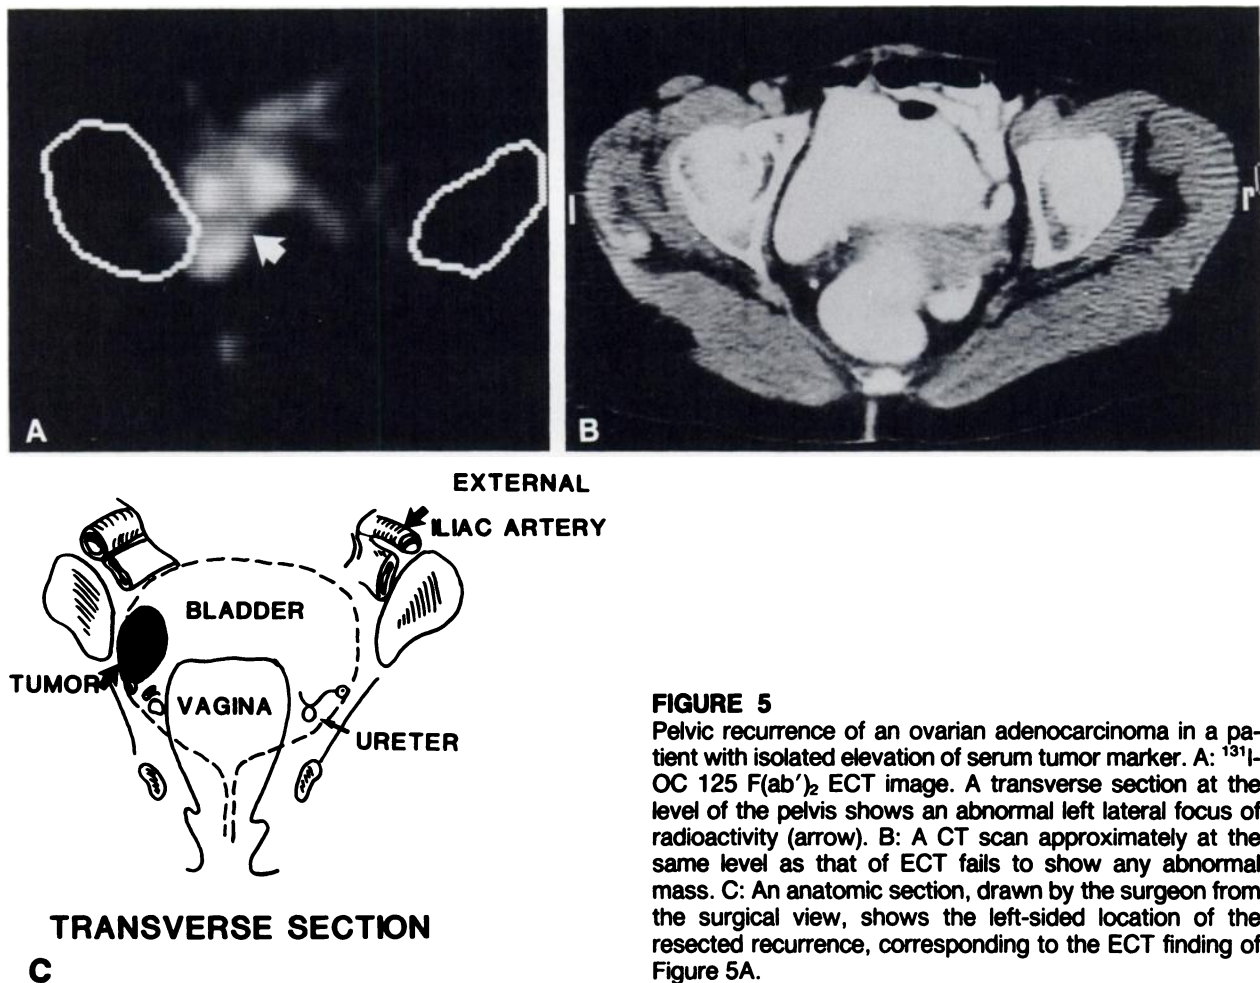 A
B
l
r
EXTERNAL
ILIAC ARTERY
BLADDER
TUMOR
VAGINA
URETER
TRANSVERSE SECTION
C
FIGURE 5
Pelvic recurrence of an ovarian adenocarcinoma in a pa-
tient with isolated elevation of serum tumor marker. A: ¹³¹I-
OC 125 F(ab′)₂ ECT image. A transverse section at the
level of the pelvis shows an abnormal left lateral focus of
radioactivity (arrow). B: A CT scan approximately at the
same level as that of ECT fails to show any abnormal
mass. C: An anatomic section, drawn by the surgeon from
the surgical view, shows the left-sided location of the
resected recurrence, corresponding to the ECT finding of
Figure 5A.